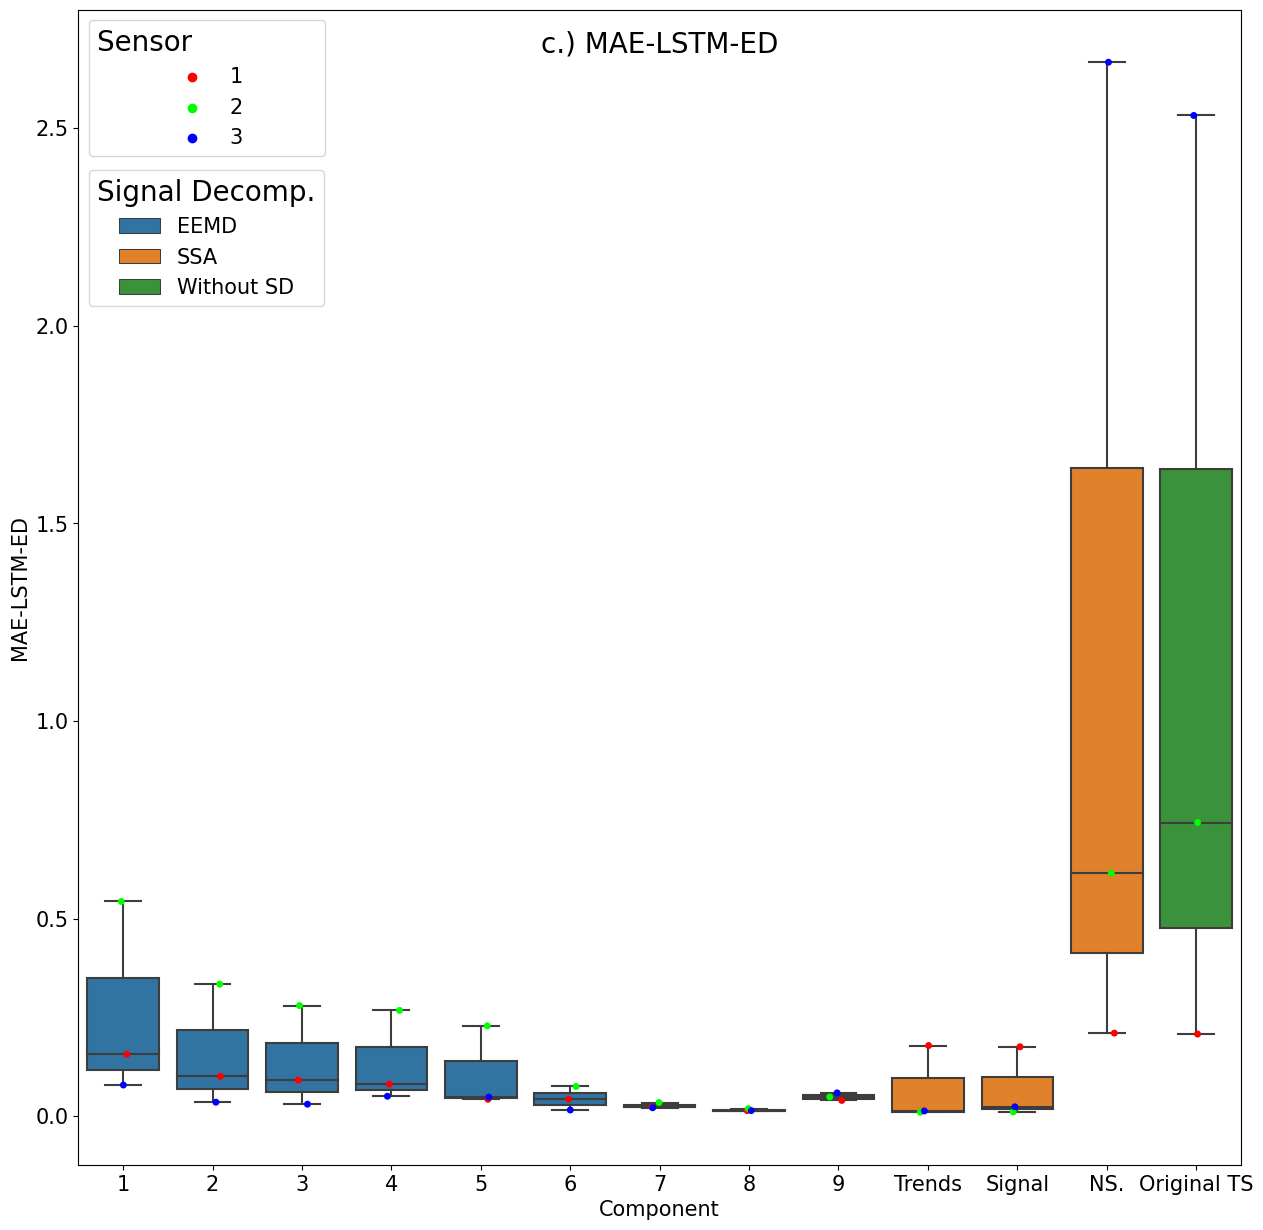 c.) MAE-LSTM-ED
Sensor
1
2
3
Signal Decomp.
EEMD
SSA
Without SD
MAE-LSTM-ED
2.5
2.0
1.5
1.0
0.5
0.0
1 2 3 4 5 6 7 8 9 Trends Signal NS. Original TS
Component